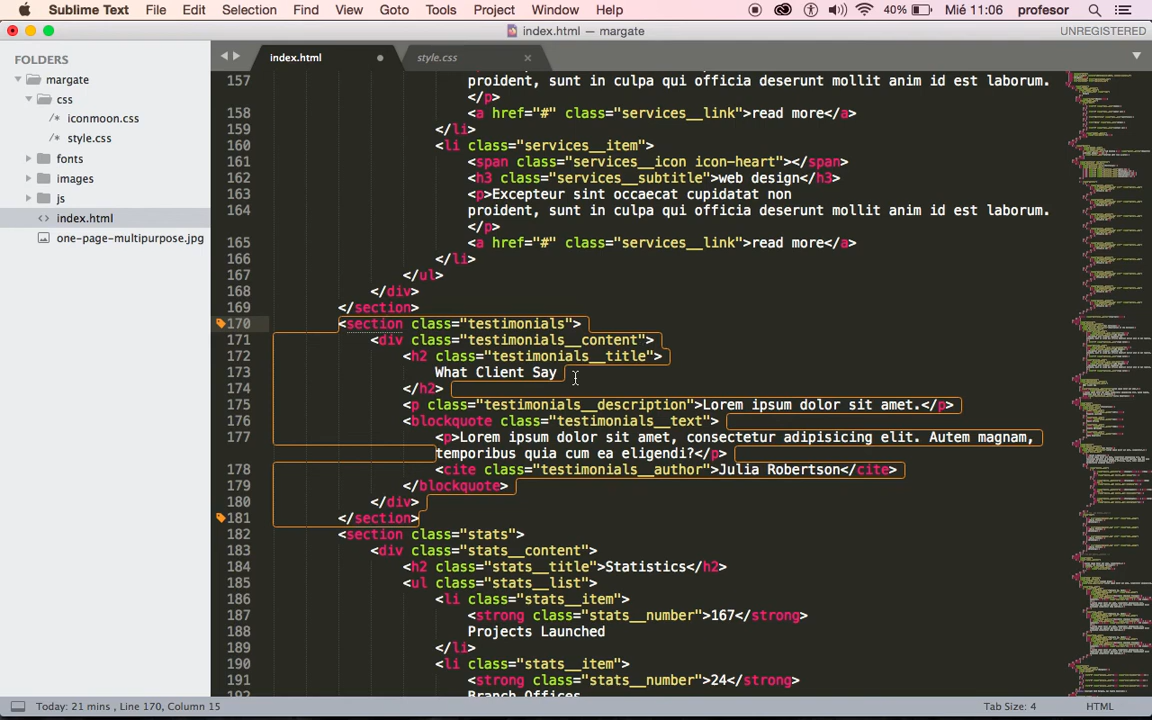 Sublime Text File Edit Selection Find View Goto Tools Project Window Help 40% Mié 11:06 profesor
index.html — margate UNREGISTERED
FOLDERS
margate
css
iconmoon.css
style.css
fonts
images
js
index.html
one-page-multipurpose.jpg
index.html style.css
157 proident, sunt in culpa qui officia deserunt mollit anim id est laborum.
</p>
158 <a href="#" class="services__link">read more</a>
159 </li>
160 <li class="services__item">
161 <span class="services__icon icon-heart"></span>
162 <h3 class="services__subtitle">web design</h3>
163 <p>Excepteur sint occaecat cupidatat non
164 proident, sunt in culpa qui officia deserunt mollit anim id est laborum.
</p>
165 <a href="#" class="services__link">read more</a>
166 </li>
167 </ul>
168 </div>
169 </section>
170 <section class="testimonials">
171 <div class="testimonials__content">
172 <h2 class="testimonials__title">
173 What Client Say
174 </h2>
175 <p class="testimonials__description">Lorem ipsum dolor sit amet.</p>
176 <blockquote class="testimonials__text">
177 <p>Lorem ipsum dolor sit amet, consectetur adipisicing elit. Autem magnam,
temporibus quia cum ea eligendi?</p>
178 <cite class="testimonials__author">Julia Robertson</cite>
179 </blockquote>
180 </div>
181 </section>
182 <section class="stats">
183 <div class="stats__content">
184 <h2 class="stats__title">Statistics</h2>
185 <ul class="stats__list">
186 <li class="stats__item">
187 <strong class="stats__number">167</strong>
188 Projects Launched
189 </li>
190 <li class="stats__item">
191 <strong class="stats__number">24</strong>
192 Branch Offices
Today: 21 mins , Line 170, Column 15 Tab Size: 4 HTML